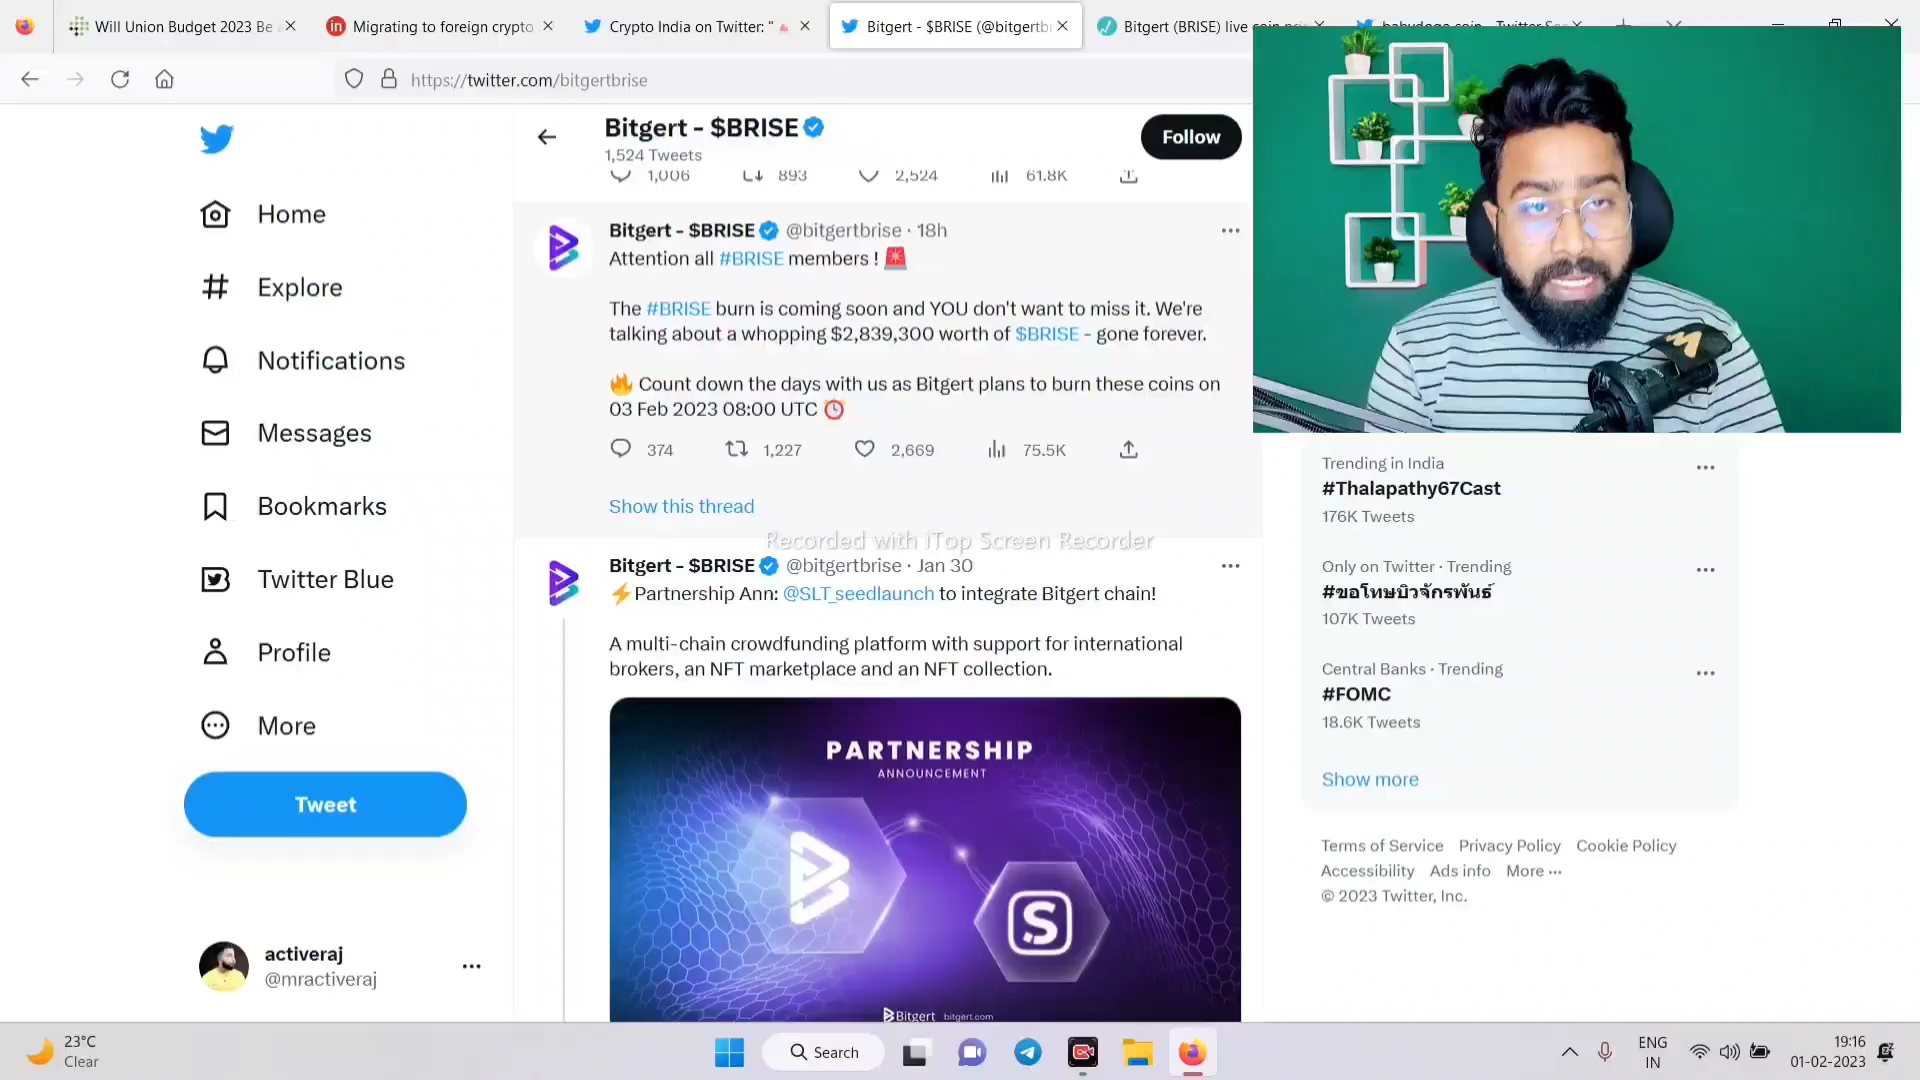 Will Union Budget 2023 Be
Migrating to foreign crypto
Crypto India on Twitter: "
Bitgert - $BRISE (@bitgertbr
Bitgert (BRISE) live coin pri
https://twitter.com/bitgertbrise
Bitgert - $BRISE
1,524 Tweets
Follow
1,006
893
2,524
61.8K
Home
Explore
Notifications
Messages
Bookmarks
Twitter Blue
Profile
More
Tweet
activeraj
@mractiveraj
Bitgert - $BRISE @bitgertbrise · 18h
Attention all #BRISE members ! 🚨
The #BRISE burn is coming soon and YOU don't want to miss it. We're
talking about a whopping $2,839,300 worth of $BRISE - gone forever.
🔥 Count down the days with us as Bitgert plans to burn these coins on
03 Feb 2023 08:00 UTC ⏰
374
1,227
2,669
75.5K
Show this thread
Recorded with iTop Screen Recorder
Bitgert - $BRISE @bitgertbrise · Jan 30
⚡Partnership Ann: @SLT_seedlaunch to integrate Bitgert chain!
A multi-chain crowdfunding platform with support for international
brokers, an NFT marketplace and an NFT collection.
PARTNERSHIP
ANNOUNCEMENT
Bitgert bitgert.com
Trending in India
#Thalapathy67Cast
176K Tweets
Only on Twitter · Trending
#ขอโทษบิวจักรพันธ์
107K Tweets
Central Banks · Trending
#FOMC
18.6K Tweets
Show more
Terms of Service Privacy Policy Cookie Policy
Accessibility Ads info More ···
© 2023 Twitter, Inc.
23°C
Clear
Search
ENG
IN
19:16
01-02-2023